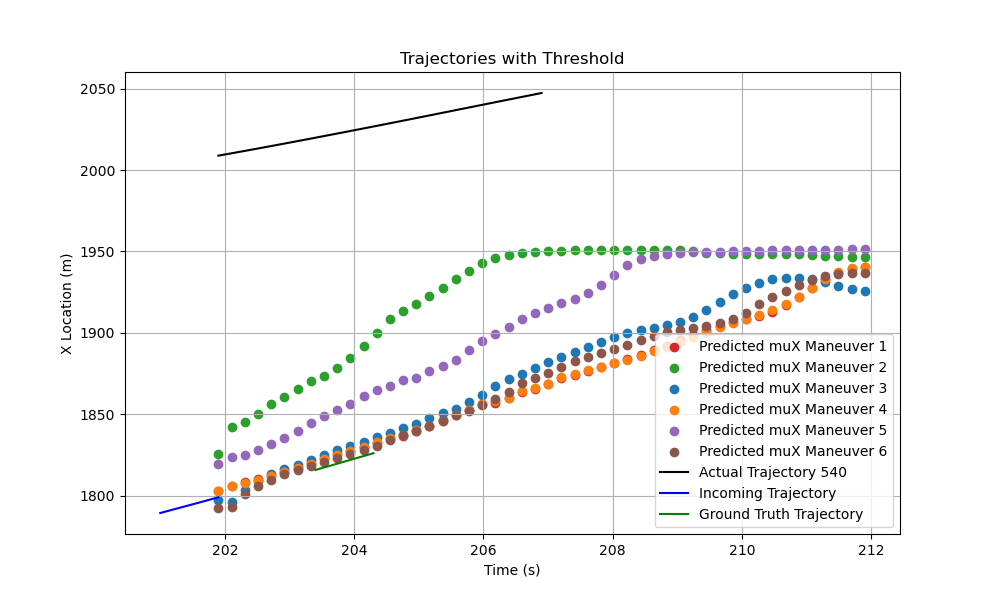 Trajectories with Threshold
X Location (m)
2050
2000
1950
1900
1850
1800
202
204
206
208
210
212
Time (s)
Predicted muX Maneuver 1
Predicted muX Maneuver 2
Predicted muX Maneuver 3
Predicted muX Maneuver 4
Predicted muX Maneuver 5
Predicted muX Maneuver 6
Actual Trajectory 540
Incoming Trajectory
Ground Truth Trajectory